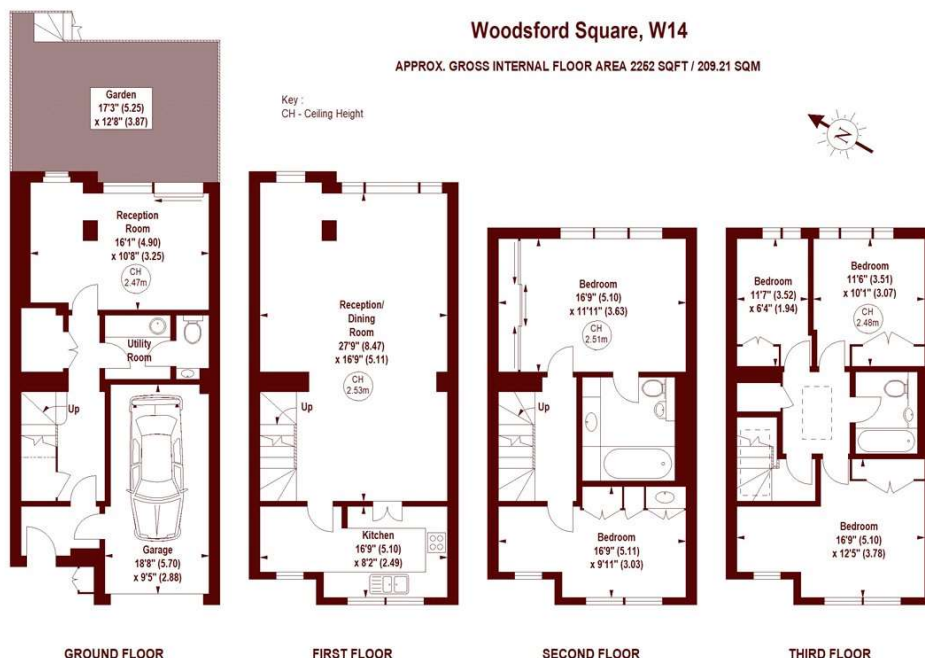 Woodsford Square, W14
APPROX. GROSS INTERNAL FLOOR AREA 2252 SQFT / 209.21 SQM
Key :
CH - Ceiling Height
N
Garden
17'3" (5.25)
x 12'8" (3.87)
Reception
Room
16'1" (4.90)
x 10'8" (3.25)
CH
2.47m
Utility
Room
Up
Garage
18'8" (5.70)
x 9'5" (2.88)
GROUND FLOOR
Reception/
Dining
Room
27'9" (8.47)
x 16'9" (5.11)
CH
2.53m
Up
Kitchen
16'9" (5.10)
x 8'2" (2.49)
FIRST FLOOR
Bedroom
16'9" (5.10)
x 11'11" (3.63)
CH
2.51m
Up
Bedroom
16'9" (5.11)
x 9'11" (3.03)
SECOND FLOOR
Bedroom
11'7" (3.52)
x 6'4" (1.94)
Bedroom
11'6" (3.51)
x 10'1" (3.07)
CH
2.48m
Bedroom
16'9" (5.10)
x 12'5" (3.78)
THIRD FLOOR